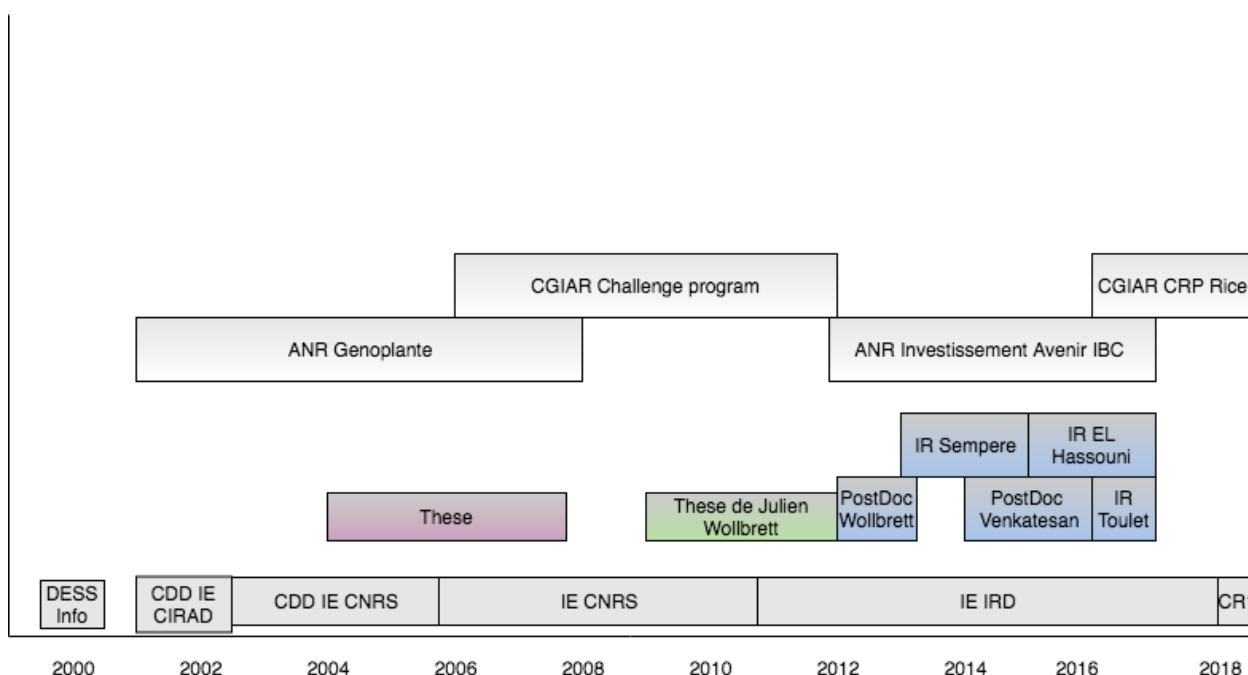 CGIAR Challenge program
CGIAR CRP Rice
ANR Genoplante
ANR Investissement Avenir IBC
IR Sempere
IR EL
Hassouni
These
These de Julien
Wollbrett
PostDoc
Wollbrett
PostDoc
Venkatesan
IR
Toulet
DESS
Info
CDD IE
CIRAD
CDD IE CNRS
IE CNRS
IE IRD
2000
2002
2004
2006
2008
2010
2012
2014
2016
2018